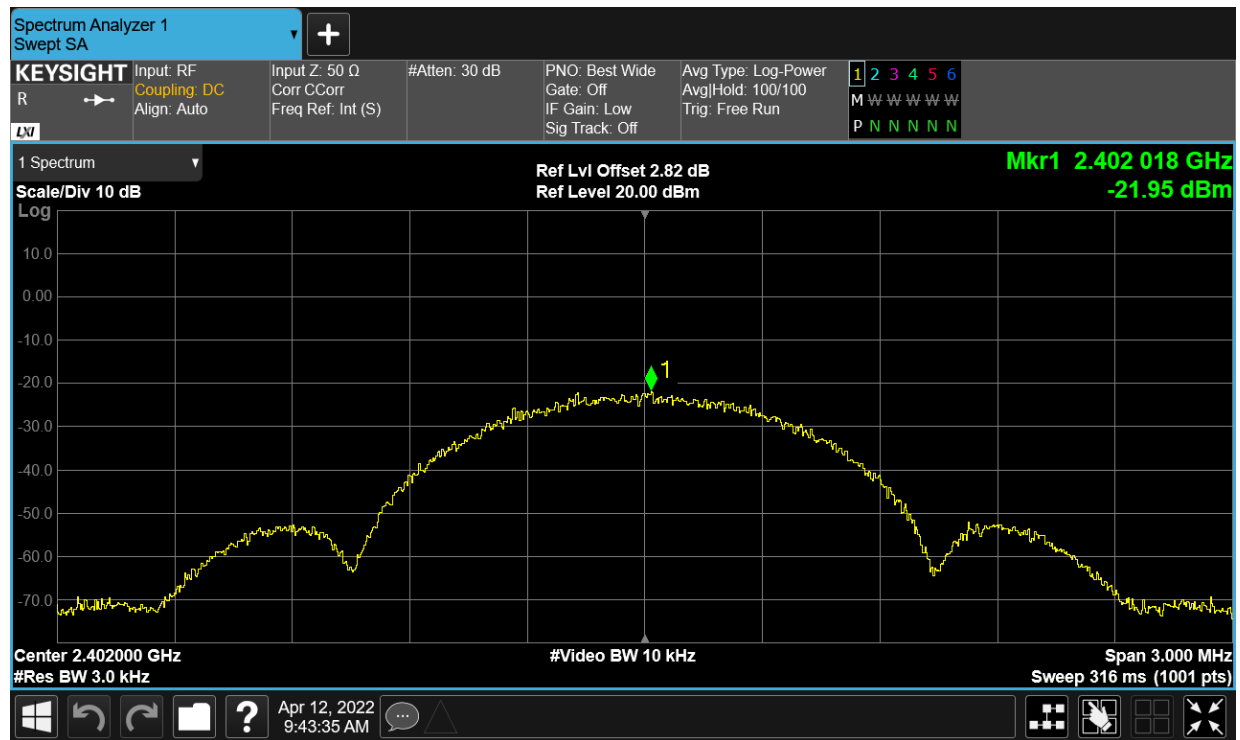 Spectrum Analyzer 1
Swept SA
+
KEYSIGHT
R
LXI
Input: RF
Coupling: DC
Align: Auto
Input Z: 50 Ω
Corr CCorr
Freq Ref: Int (S)
#Atten: 30 dB
PNO: Best Wide
Gate: Off
IF Gain: Low
Sig Track: Off
Avg Type: Log-Power
Avg|Hold: 100/100
Trig: Free Run
1 2 3 4 5 6
M W W W W W
P N N N N N N
1 Spectrum
Scale/Div 10 dB
Ref Lvl Offset 2.82 dB
Ref Level 20.00 dBm
Mkr1 2.402 018 GHz
-21.95 dBm
Log
10.0
0.00
-10.0
1
-20.0
-30.0
-40.0
-50.0
-60.0
-70.0
Center 2.402000 GHz
#Video BW 10 kHz
Span 3.000 MHz
#Res BW 3.0 kHz
Sweep 316 ms (1001 pts)
?
Apr 12, 2022
9:43:35 AM